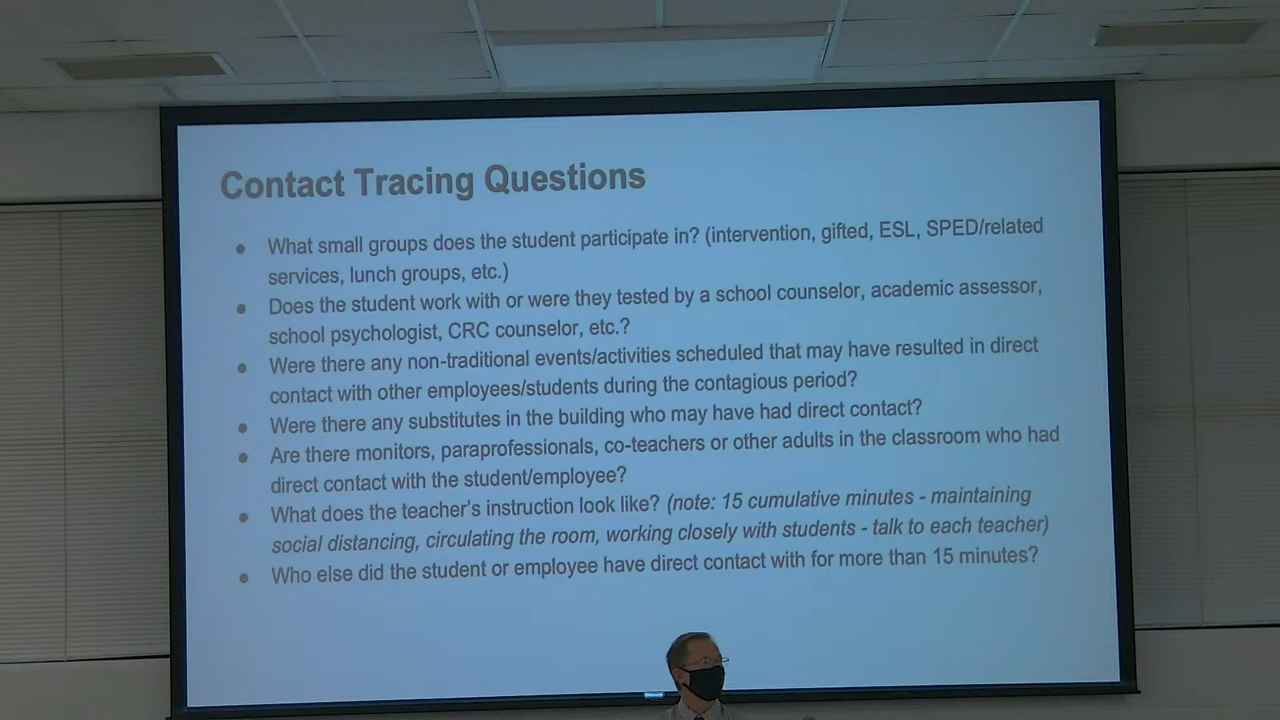 Contact Tracing Questions
● What small groups does the student participate in? (intervention, gifted, ESL, SPED/related
services, lunch groups, etc.)
● Does the student work with or were they tested by a school counselor, academic assessor,
school psychologist, CRC counselor, etc.?
● Were there any non-traditional events/activities scheduled that may have resulted in direct
contact with other employees/students during the contagious period?
● Were there any substitutes in the building who may have had direct contact?
● Are there monitors, paraprofessionals, co-teachers or other adults in the classroom who had
direct contact with the student/employee?
● What does the teacher's instruction look like? (note: 15 cumulative minutes - maintaining
social distancing, circulating the room, working closely with students - talk to each teacher)
● Who else did the student or employee have direct contact with for more than 15 minutes?